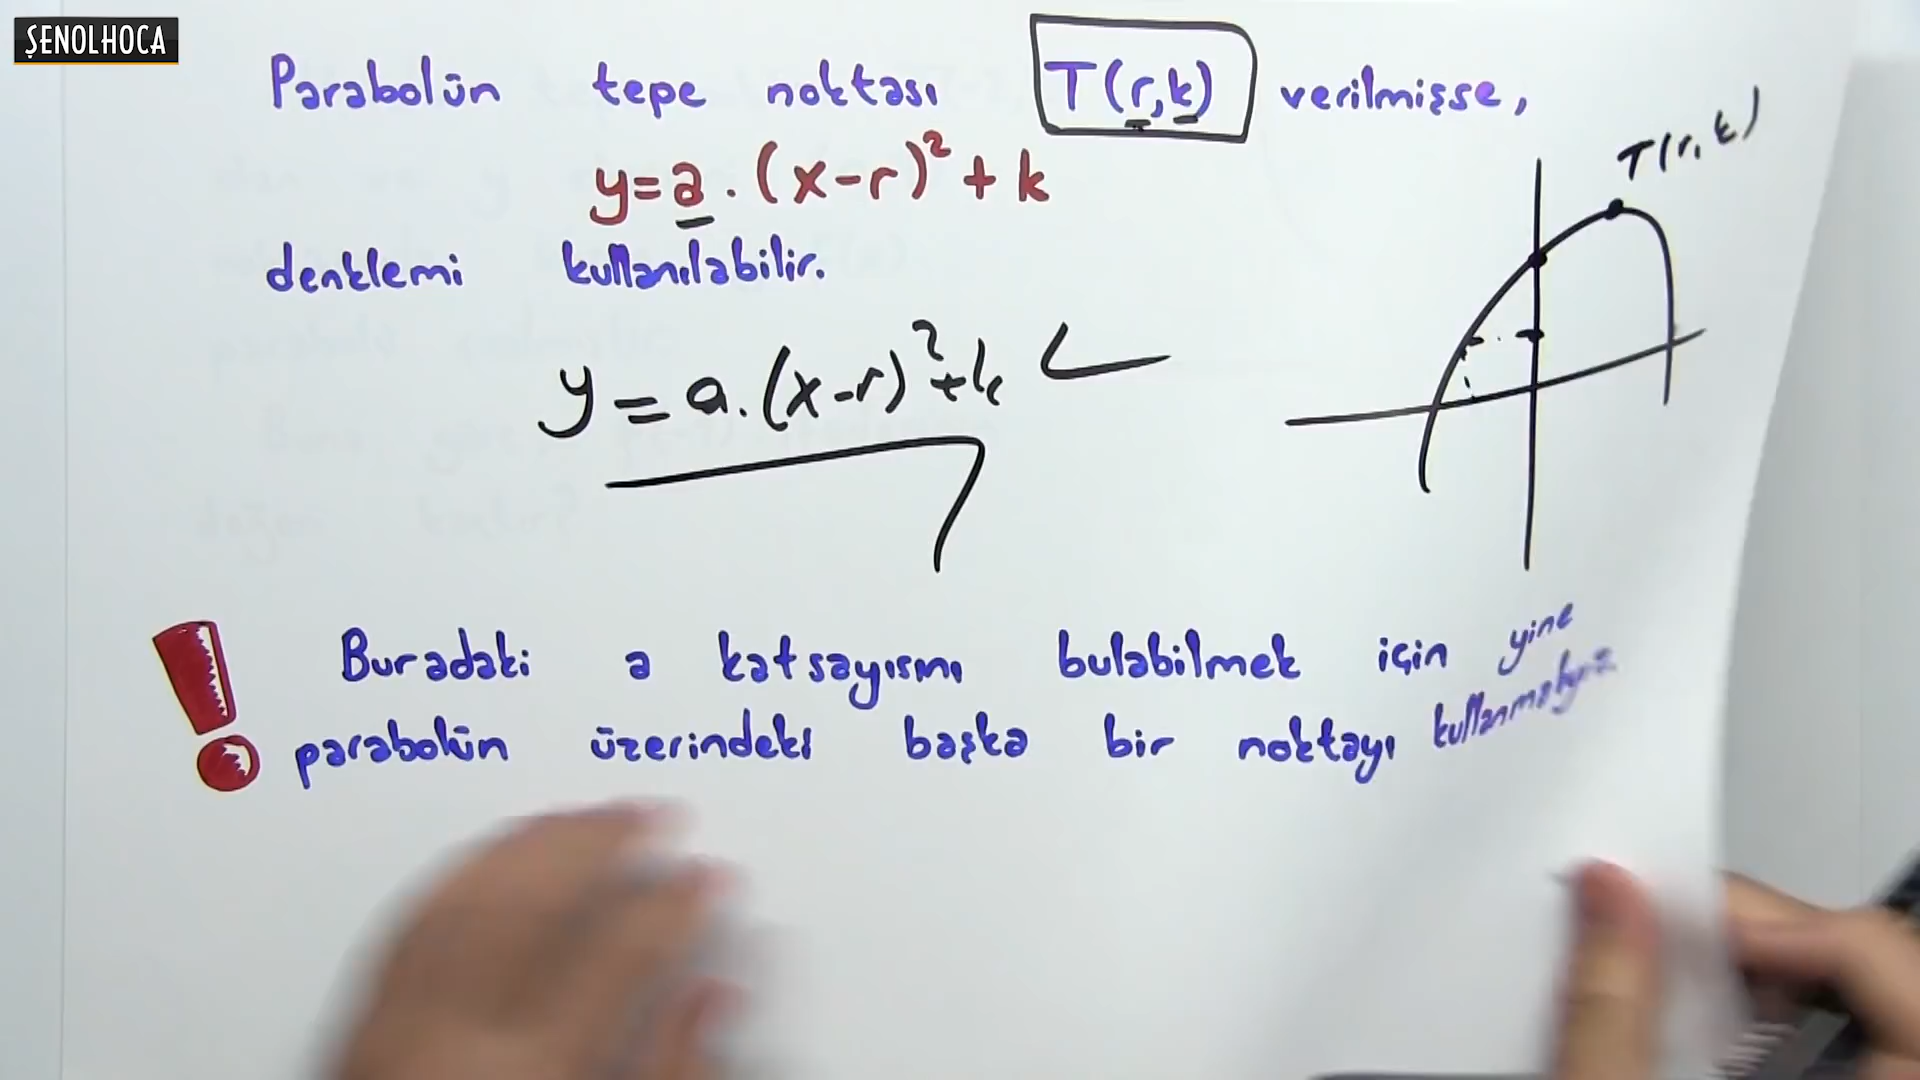 ŞENOLHOCA
Parabolün tepe noktası T(r,k) verilmişse,
T(r,k)
y=a.(x-r)²+k
denklemi kullanılabilir.
y=a.(x-r)²+k
! Buradaki a katsayısını bulabilmek için yine
parabolün üzerindeki başka bir noktayı kullanmalıyız